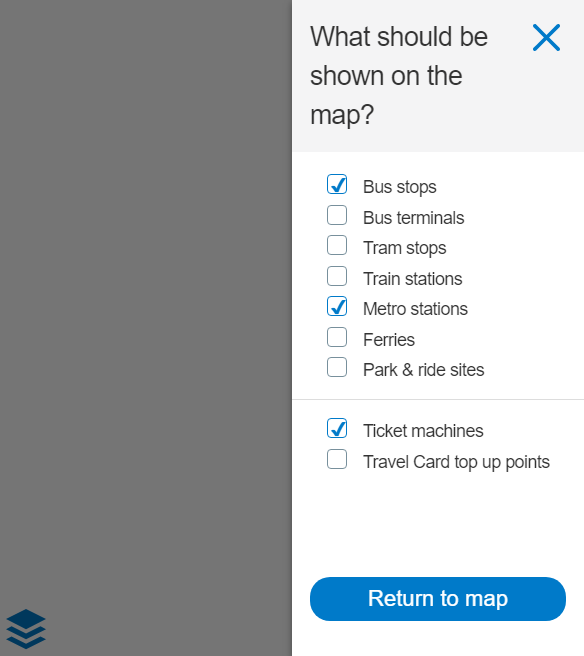 What should be
shown on the
map?
Bus stops
Bus terminals
Tram stops
Train stations
Metro stations
Ferries
Park & ride sites
Ticket machines
Travel Card top up points
Return to map